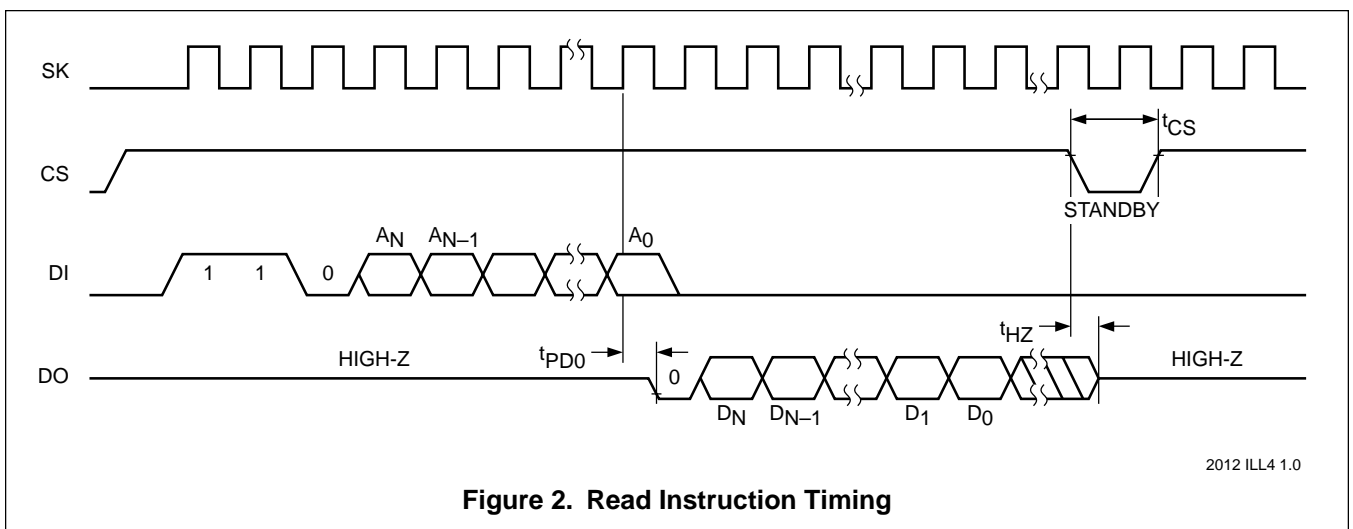 SK
tCS
CS
STANDBY
AN AN–1 A0
DI 1 1 0
tHZ
HIGH-Z tPD0 0 HIGH-Z
DO
DN DN–1 D1 D0
2012 ILL4 1.0
Figure 2. Read Instruction Timing